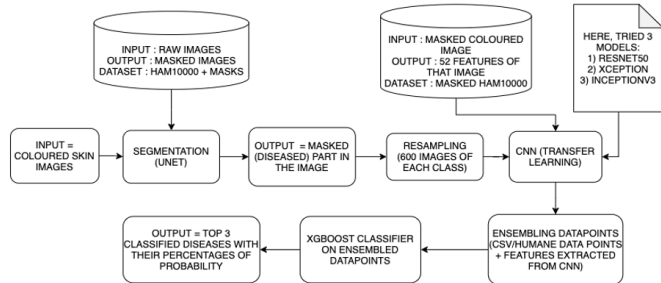 INPUT : RAW IMAGES
OUTPUT : MASKED IMAGES
DATASET : HAM10000 + MASKS
INPUT : MASKED COLOURED
IMAGE
OUTPUT : 52 FEATURES OF
THAT IMAGE
DATASET : MASKED HAM10000
HERE, TRIED 3
MODELS:
1) RESNET50
2) XCEPTION
3) INCEPTIONV3
INPUT =
COLOURED SKIN
IMAGES
SEGMENTATION
(UNET)
OUTPUT = MASKED
(DISEASED) PART IN
THE IMAGE
RESAMPLING
(600 IMAGES OF
EACH CLASS)
CNN (TRANSFER
LEARNING)
ENSEMBLING DATAPOINTS
(CSV/HUMANE DATA POINTS
+ FEATURES EXTRACTED
FROM CNN)
XGBOOST CLASSIFIER
ON ENSEMBLED
DATAPOINTS
OUTPUT = TOP 3
CLASSIFIED DISEASES WITH
THEIR PERCENTAGES OF
PROBABILITY